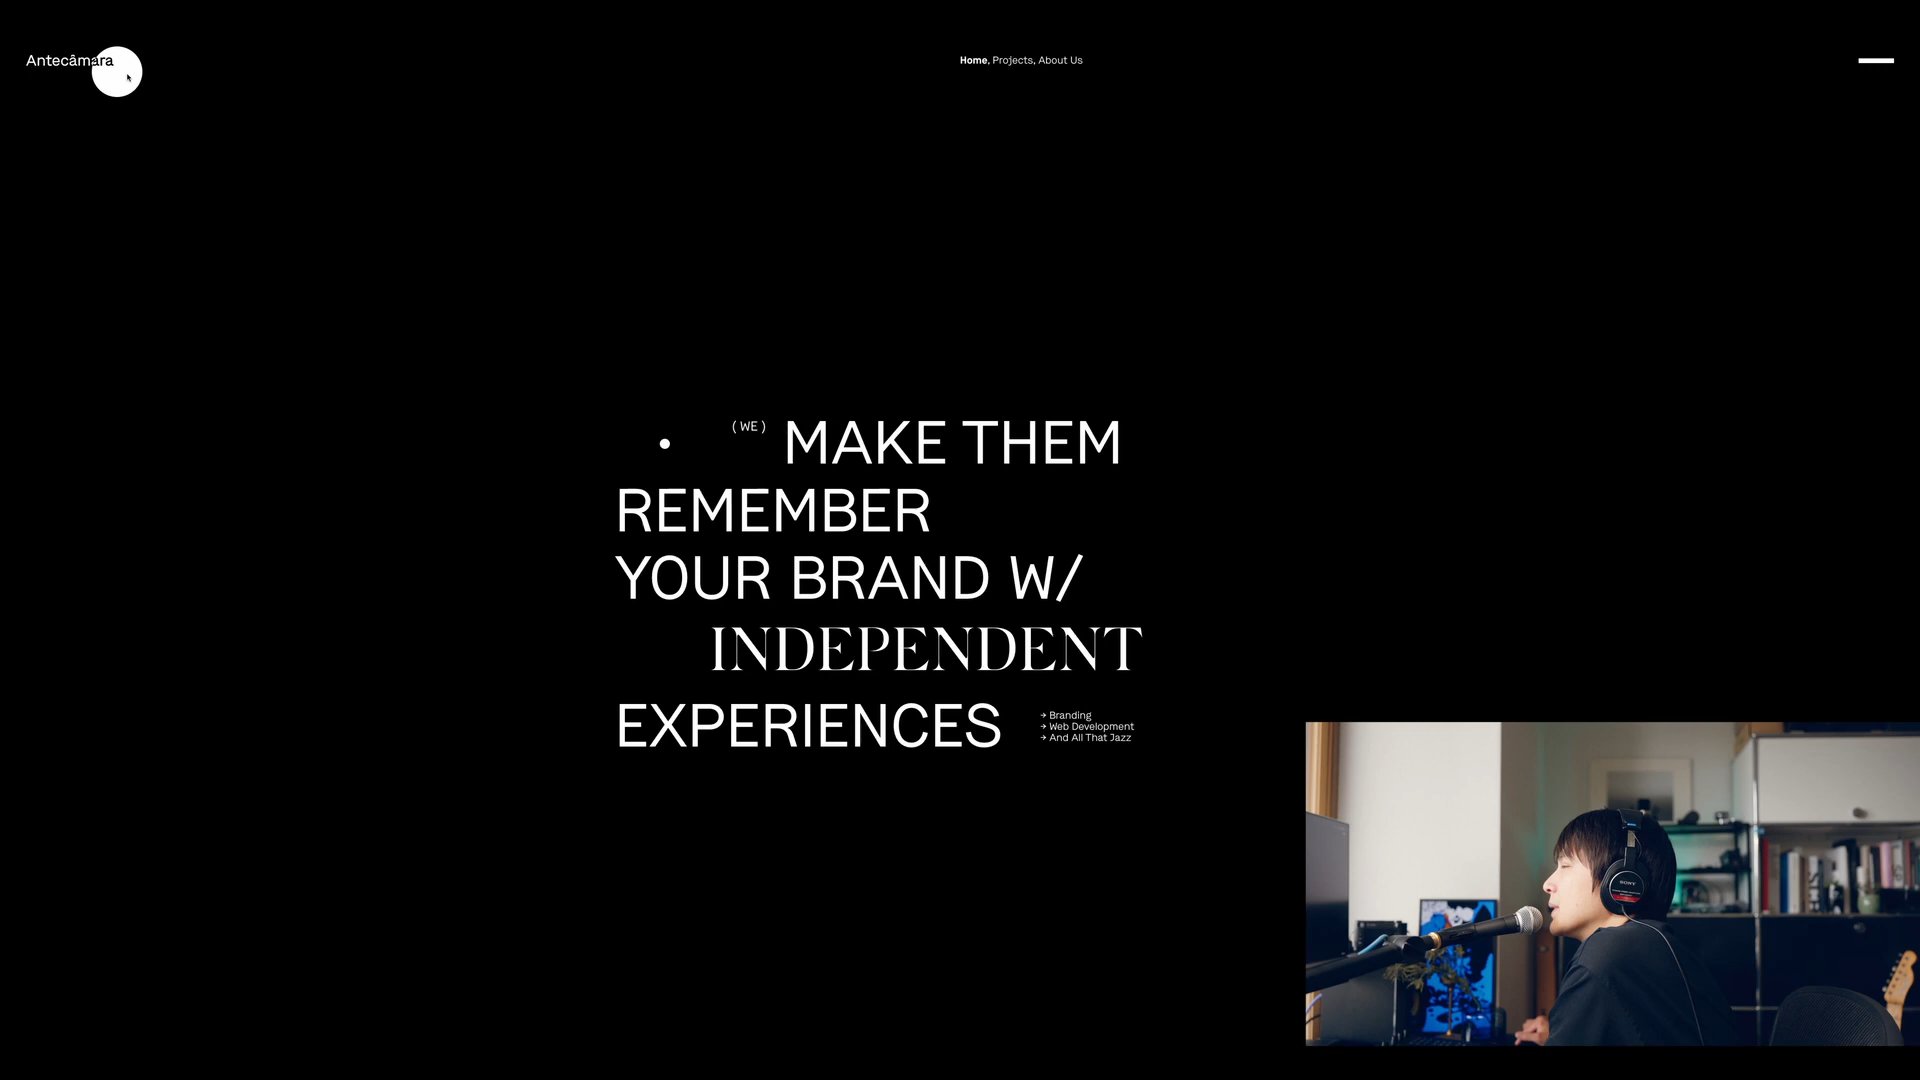 Antecâmara
Home, Projects, About Us
(WE) MAKE THEM
REMEMBER
YOUR BRAND W/
INDEPENDENT
EXPERIENCES
→ Branding
→ Web Development
→ And All That Jazz
SONY